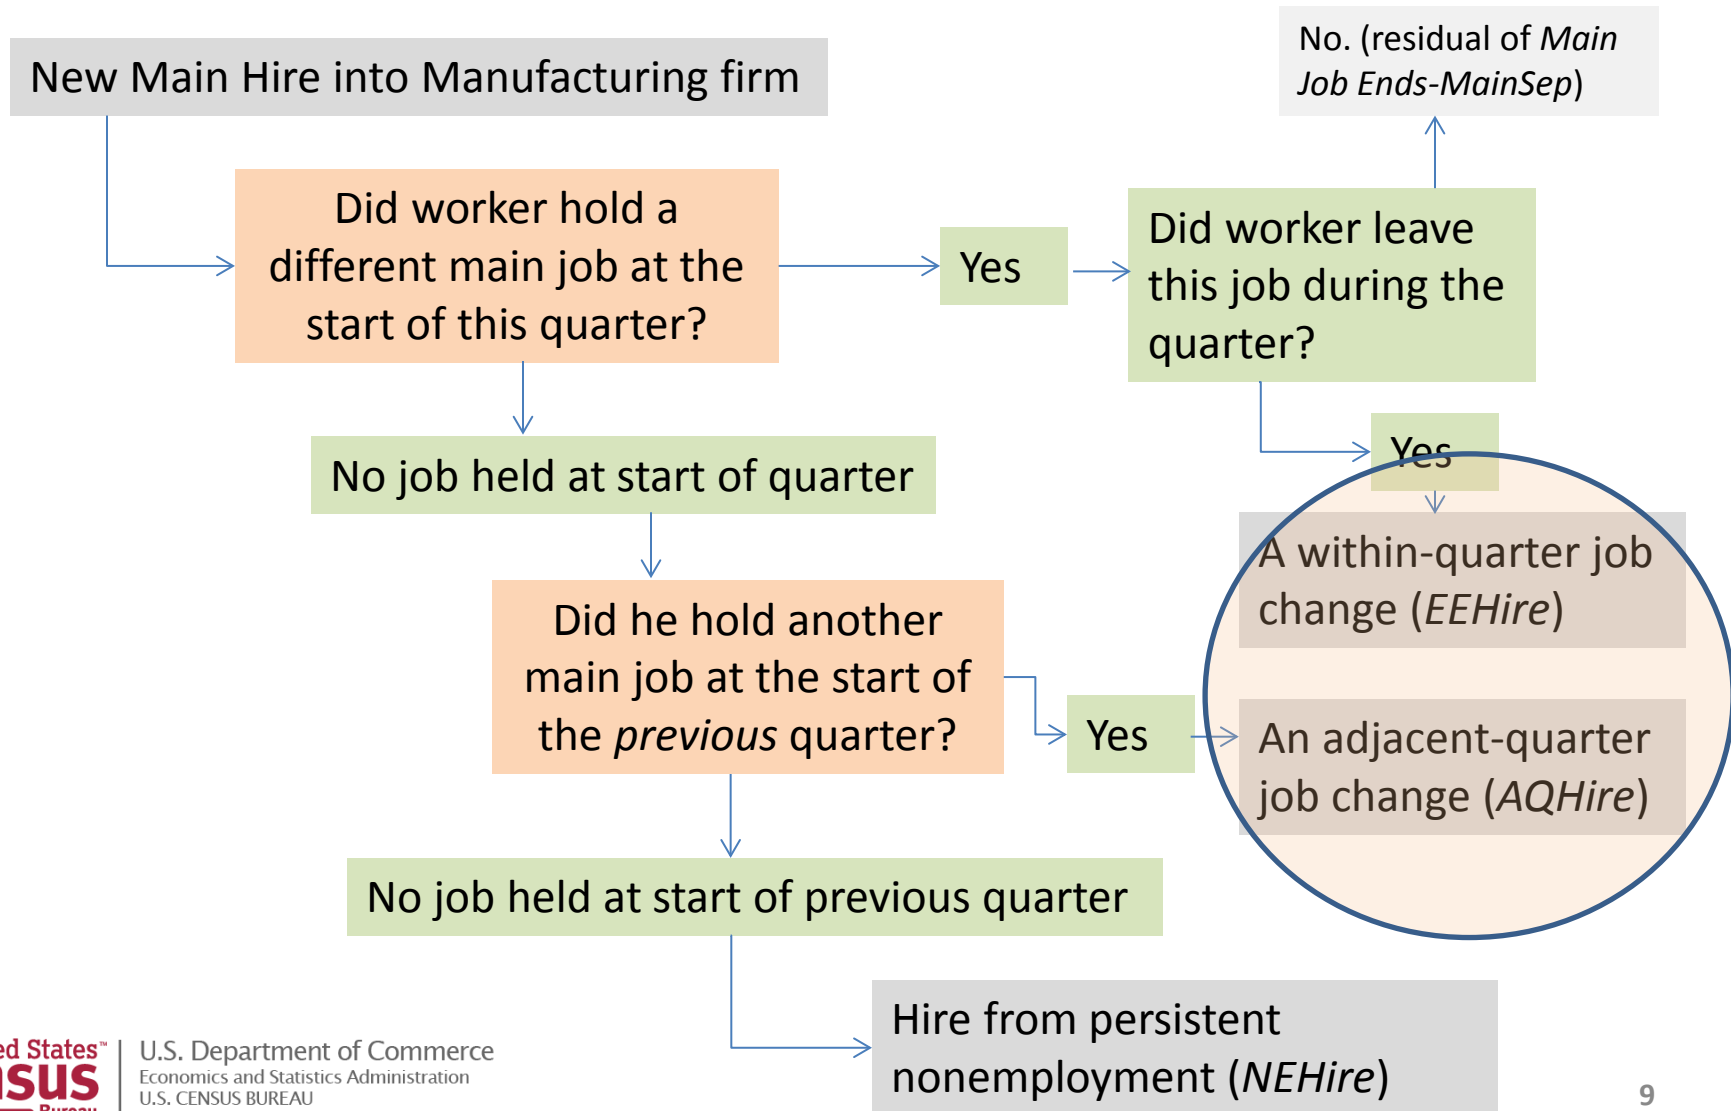 New Main Hire into Manufacturing firm
No. (residual of Main
Job Ends-MainSep)
Did worker hold a
different main job at the
start of this quarter?
Yes
Did worker leave
this job during the
quarter?
No job held at start of quarter
Yes
A within-quarter job
change (EEHire)
Did he hold another
main job at the start of
the previous quarter?
Yes
An adjacent-quarter
job change (AQHire)
No job held at start of previous quarter
Hire from persistent
nonemployment (NEHire)
ed States™
sus
Bureau
U.S. Department of Commerce
Economics and Statistics Administration
U.S. CENSUS BUREAU
9